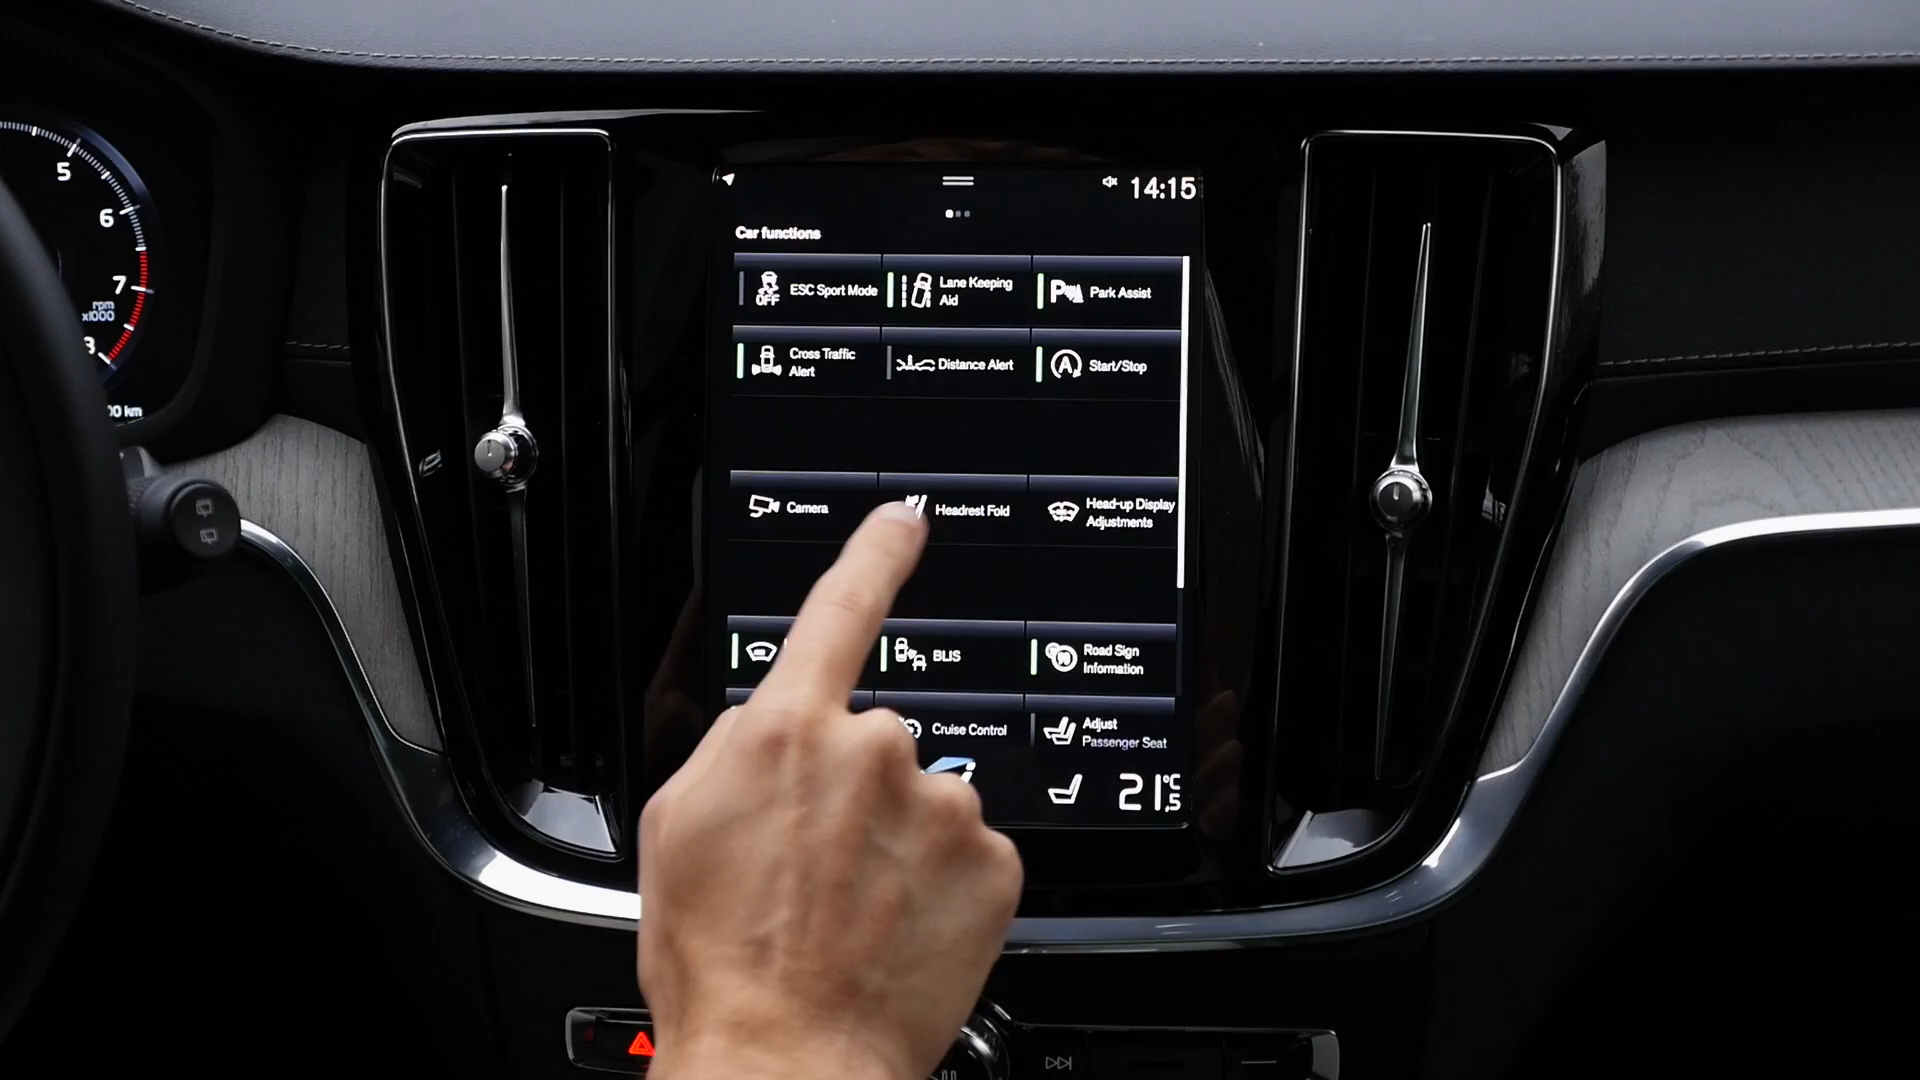 14:15
Car functions
OFF
ESC Sport Mode
Lane Keeping
Aid
P
Park Assist
Cross Traffic
Alert
Distance Alert
A
Start/Stop
Camera
Headrest Fold
Head-up Display
Adjustments
BLIS
Road Sign
Information
Cruise Control
Adjust
Passenger Seat
21,5°C
5
6
7
rpm
x1000
00 km